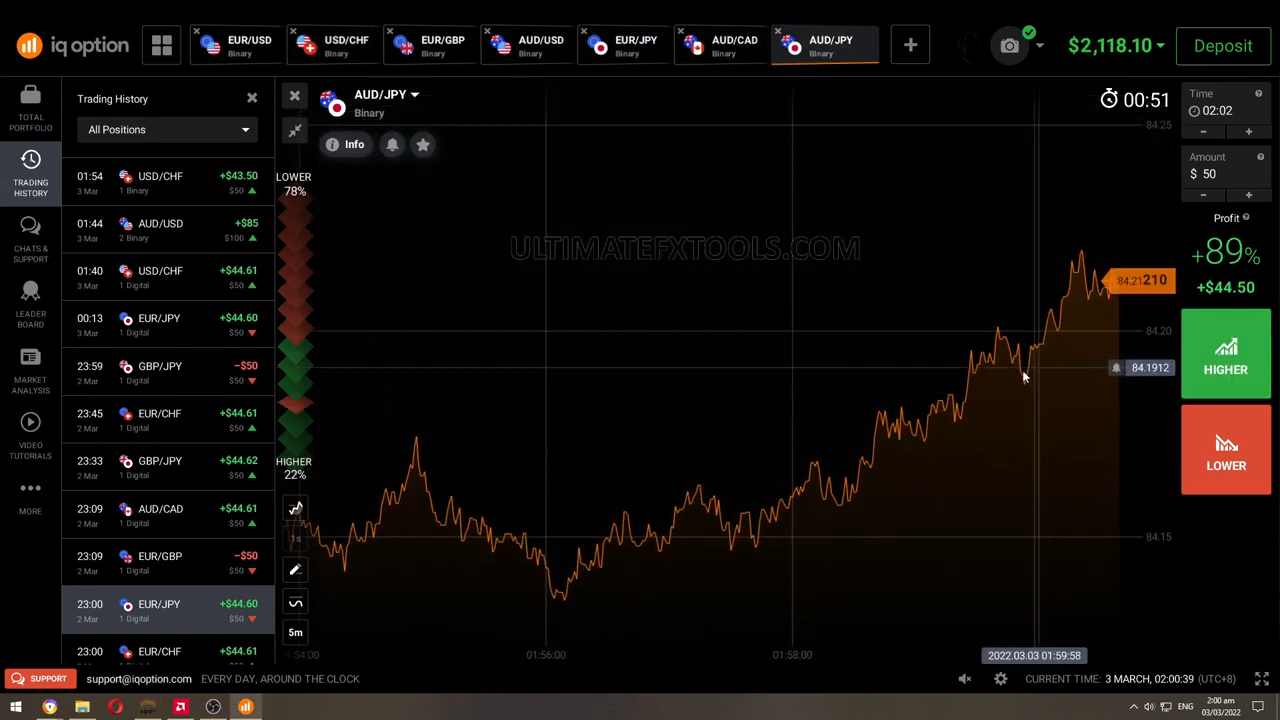 iq option
EUR/USD
Binary
USD/CHF
Binary
EUR/GBP
Binary
AUD/USD
Binary
EUR/JPY
Binary
AUD/CAD
Binary
AUD/JPY
Binary
$2,118.10
Deposit
TOTAL
PORTFOLIO
TRADING
HISTORY
CHATS &
SUPPORT
LEADER
BOARD
MARKET
ANALYSIS
VIDEO
TUTORIALS
MORE
Trading History
All Positions
01:54 USD/CHF +$43.50
3 Mar 1 Binary $50
01:44 AUD/USD +$85
3 Mar 2 Binary $100
01:40 USD/CHF +$44.61
3 Mar 1 Digital $50
00:13 EUR/JPY +$44.60
3 Mar 1 Digital $50
23:59 GBP/JPY -$50
2 Mar 1 Digital $50
23:45 EUR/CHF +$44.61
2 Mar 1 Digital $50
23:33 GBP/JPY +$44.62
2 Mar 1 Digital $50
23:09 AUD/CAD +$44.61
2 Mar 1 Digital $50
23:09 EUR/GBP -$50
2 Mar 1 Digital $50
23:00 EUR/JPY +$44.60
2 Mar 1 Digital $50
23:00 EUR/CHF +$44.61
AUD/JPY
Binary
Info
LOWER
78%
HIGHER
22%
1s
5m
ULTIMATEFXTOOLS.COM
00:51
84.25
84.21210
84.20
84.1912
84.15
54:00
01:56:00
01:58:00
2022.03.03 01:59:58
Time
02:02
Amount
$ 50
Profit
+89%
+$44.50
HIGHER
LOWER
SUPPORT
support@iqoption.com
EVERY DAY, AROUND THE CLOCK
CURRENT TIME: 3 MARCH, 02:00:39 (UTC+8)
ENG
2:00 am
03/03/2022